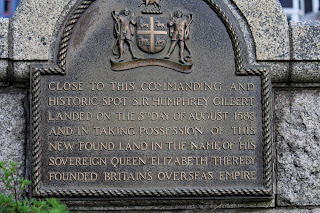 CLOSE TO THIS COMMANDING AND
HISTORIC SPOT SIR HUMPHREY GILBERT
LANDED ON THE 5TH DAY OF AUGUST 1583
AND IN TAKING POSSESSION OF THIS
NEW FOUND LAND IN THE NAME OF HIS
SOVEREIGN QUEEN ELIZABETH THEREBY
FOUNDED BRITAIN'S OVERSEAS EMPIRE